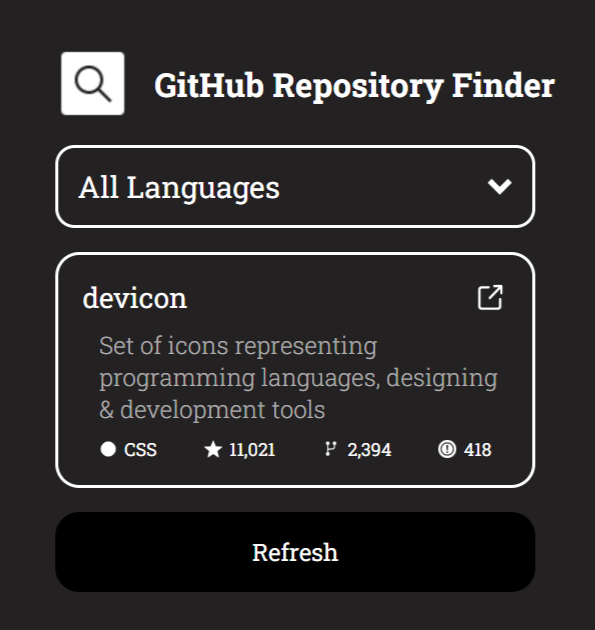 GitHub Repository Finder
All Languages
devicon
Set of icons representing
programming languages, designing
& development tools
CSS 11,021 2,394 418
Refresh